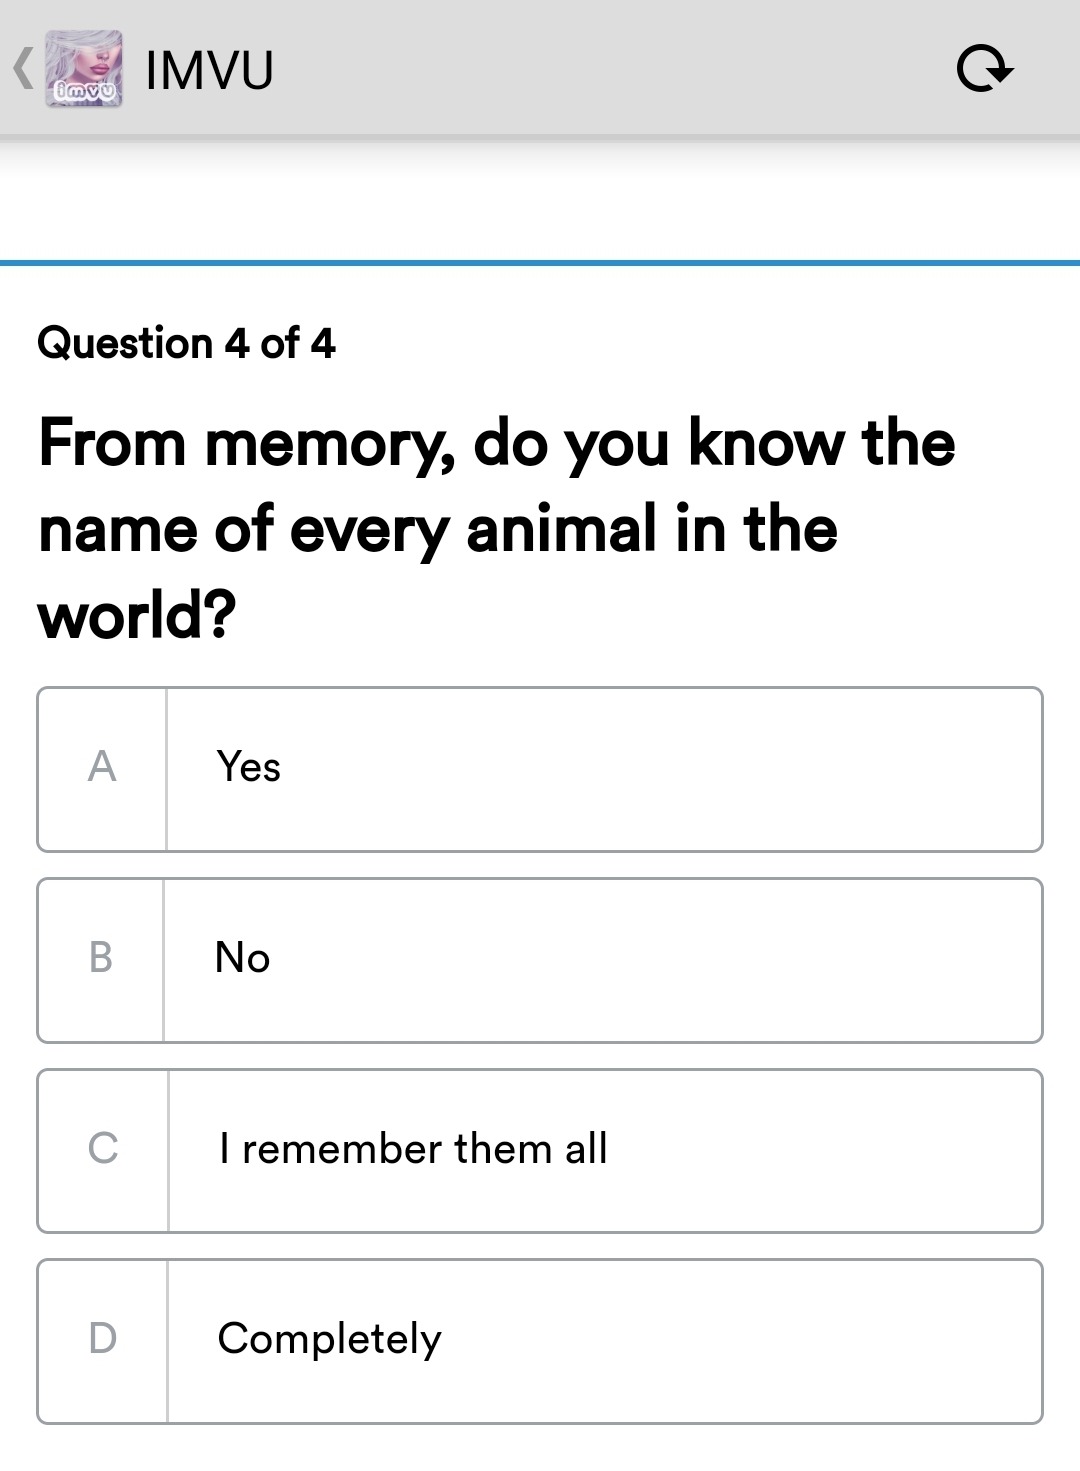 IMVU
imvu
Question 4 of 4
From memory, do you know the
name of every animal in the
world?
A Yes
B No
C I remember them all
D Completely